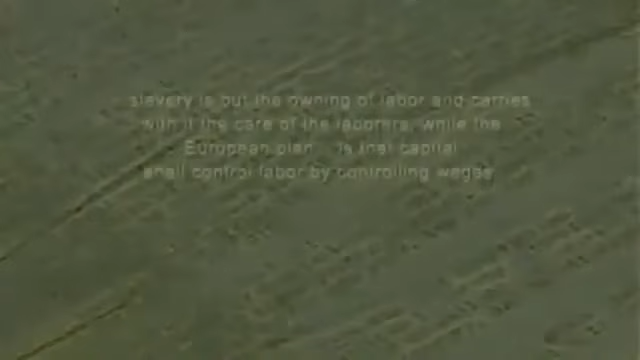 slavery is but the owning of labor and carries
with it the care of the laborers, while the
European plan... is that capital
shall control labor by controlling wages